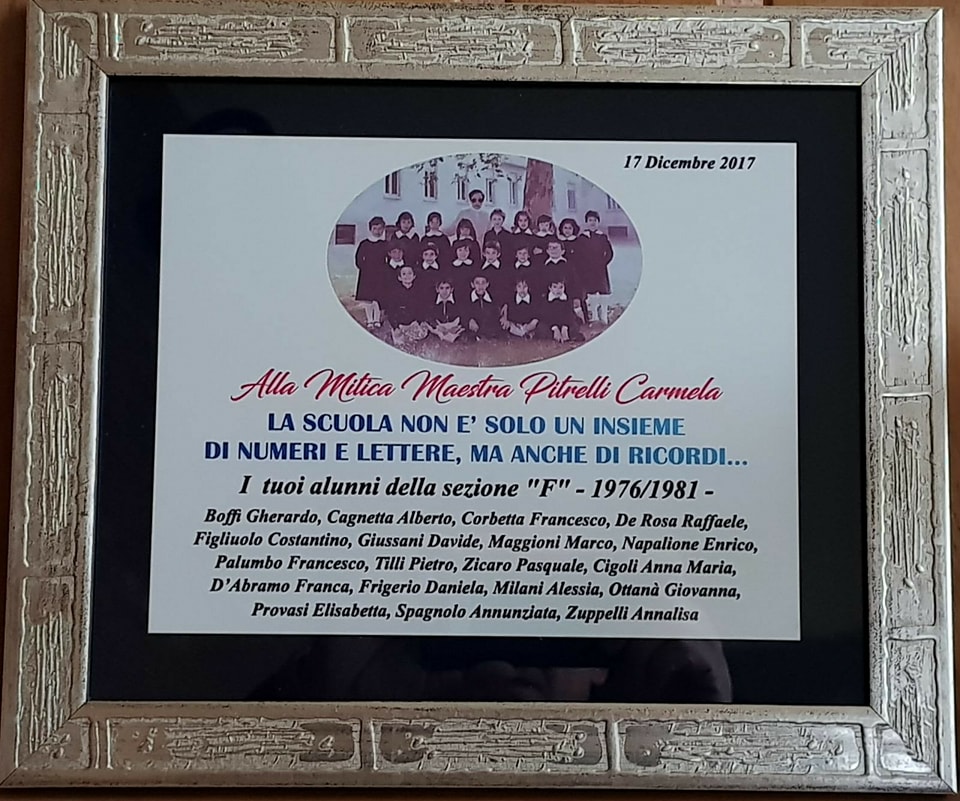 17 Dicembre 2017
Alla Mitica Maestra Pitrelli Carmela
LA SCUOLA NON E' SOLO UN INSIEME
DI NUMERI E LETTERE, MA ANCHE DI RICORDI...
I tuoi alunni della sezione "F" - 1976/1981 -
Boffi Gherardo, Cagnetta Alberto, Corbetta Francesco, De Rosa Raffaele,
Figliuolo Costantino, Giussani Davide, Maggioni Marco, Napalione Enrico,
Palumbo Francesco, Tilli Pietro, Zicaro Pasquale, Cigoli Anna Maria,
D'Abramo Franca, Frigerio Daniela, Milani Alessia, Ottanà Giovanna,
Provasi Elisabetta, Spagnolo Annunziata, Zuppelli Annalisa